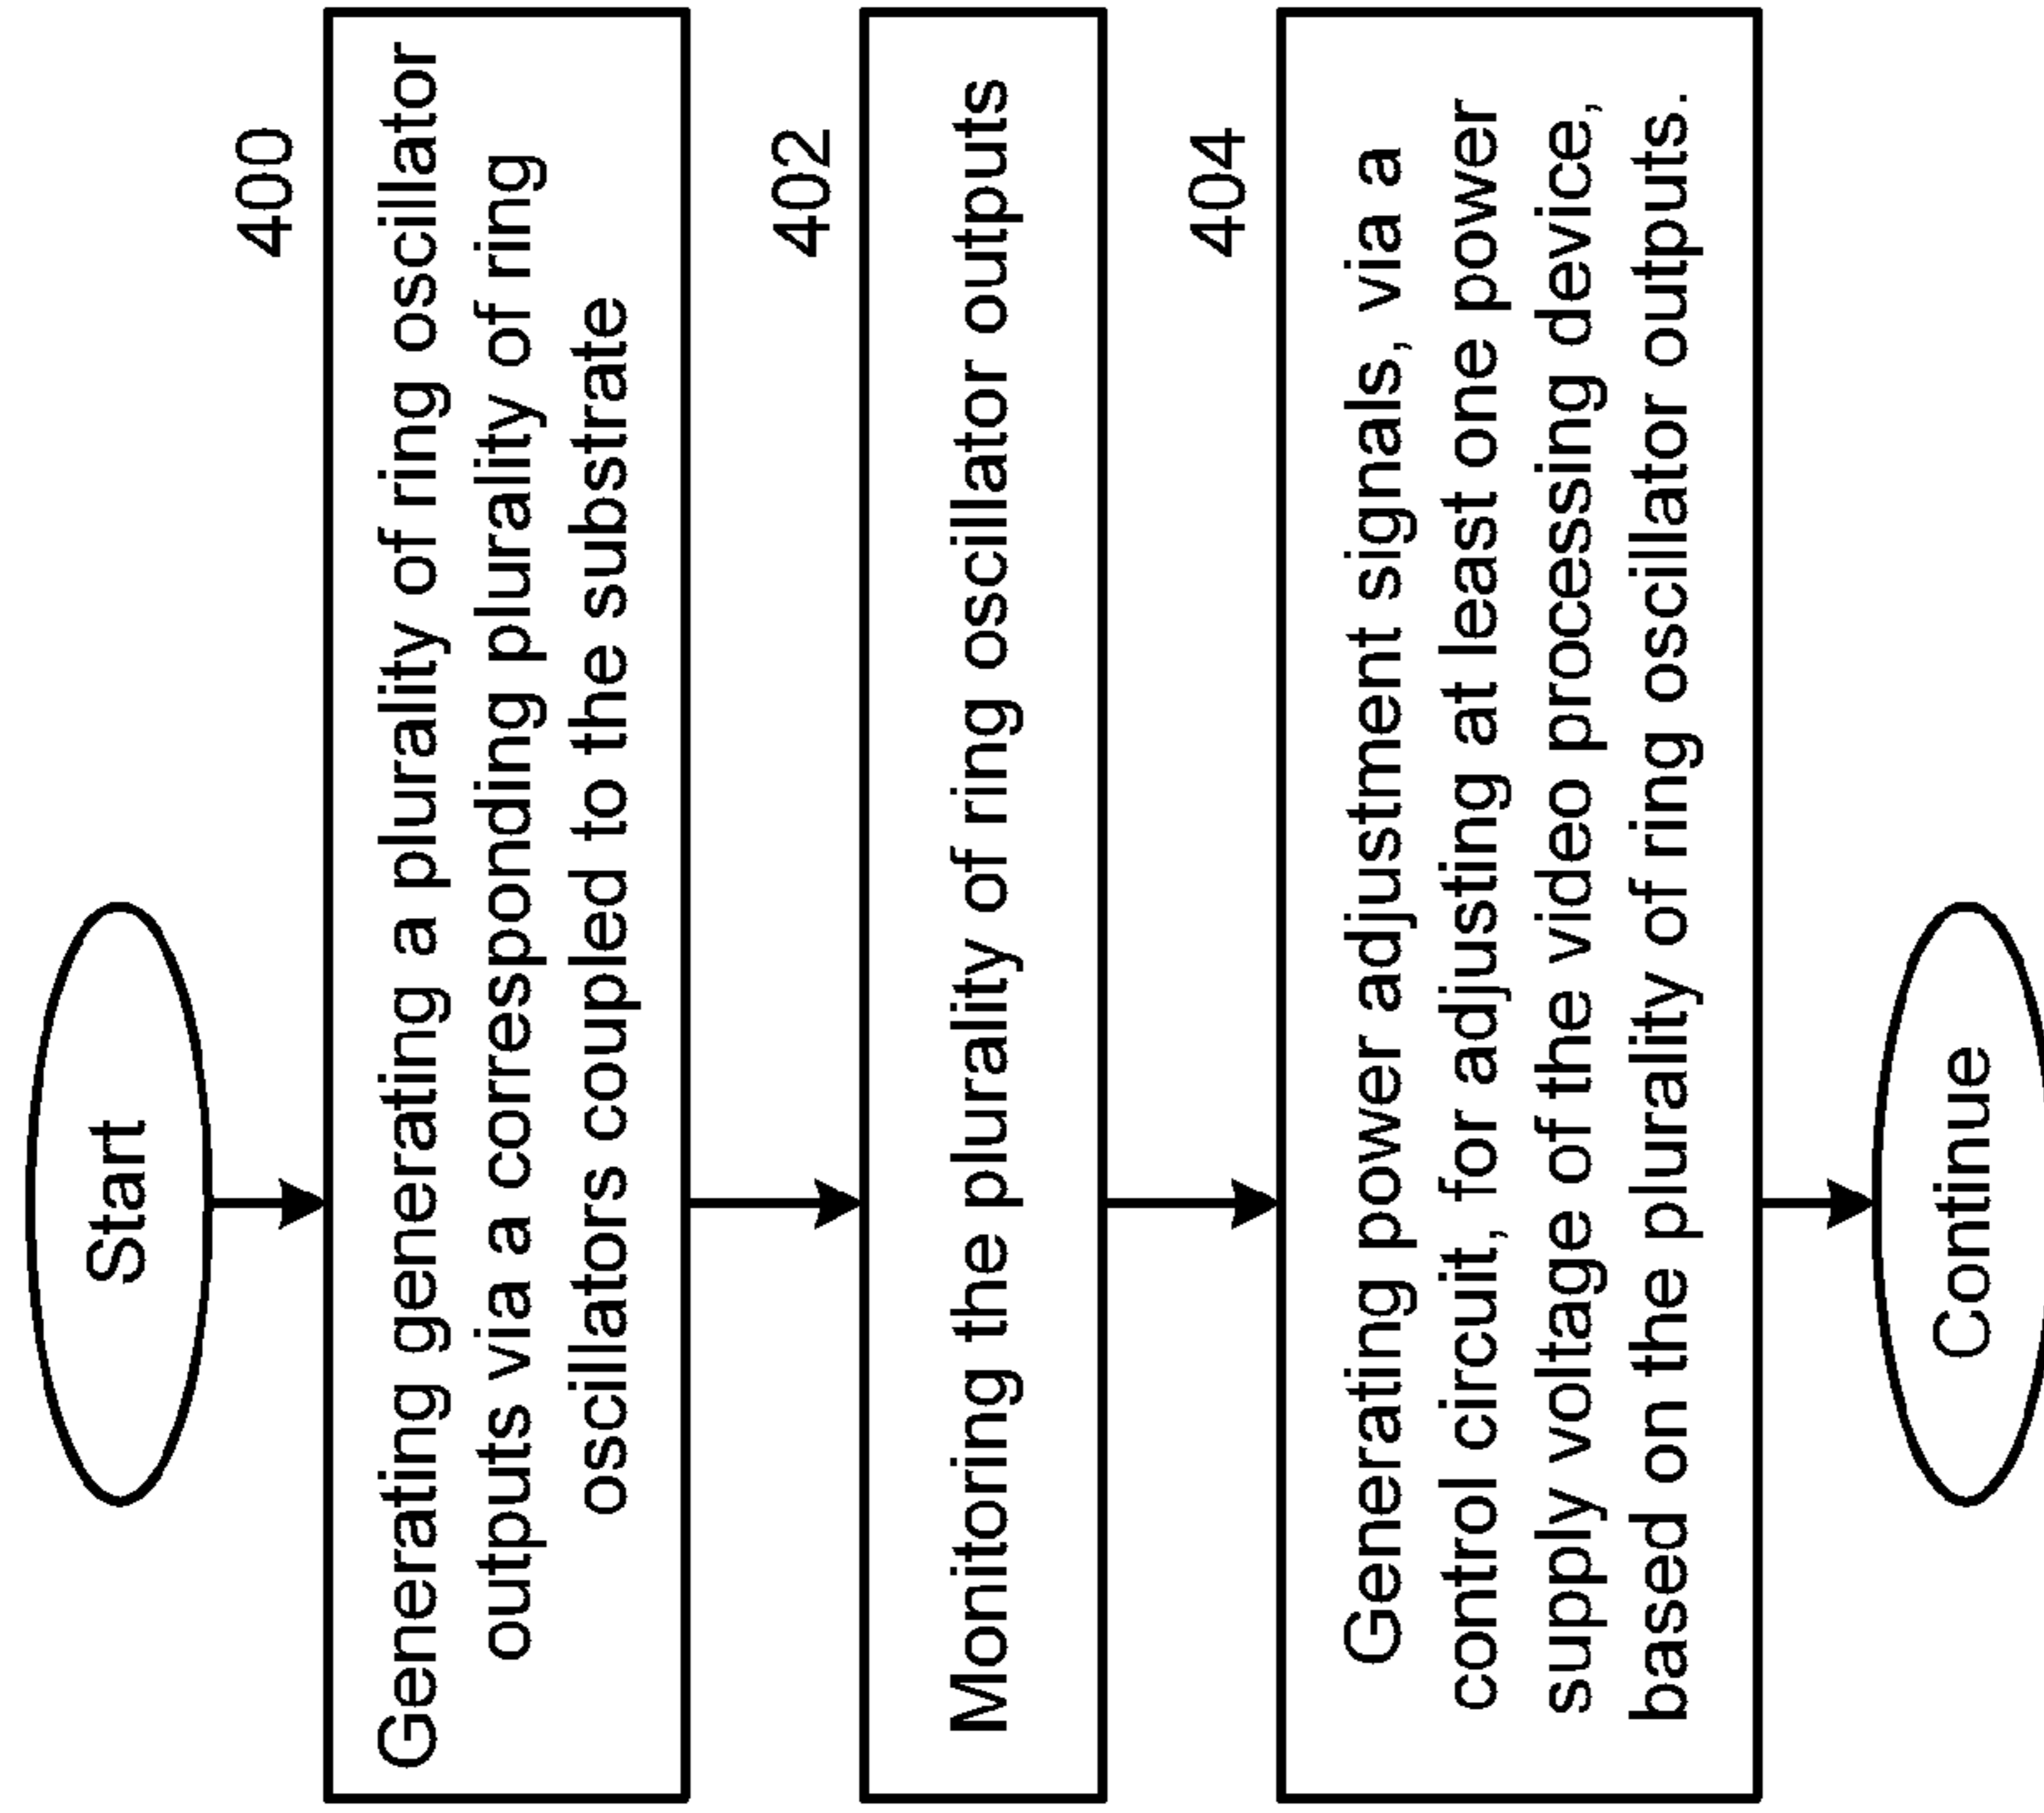 Start
400
Generating generating a plurality of ring oscillator
outputs via a corresponding plurality of ring
oscillators coupled to the substrate
402
Monitoring the plurality of ring oscillator outputs
404
Generating power adjustment signals, via a
control circuit, for adjusting at least one power
supply voltage of the video processing device,
based on the plurality of ring oscillator outputs.
Continue